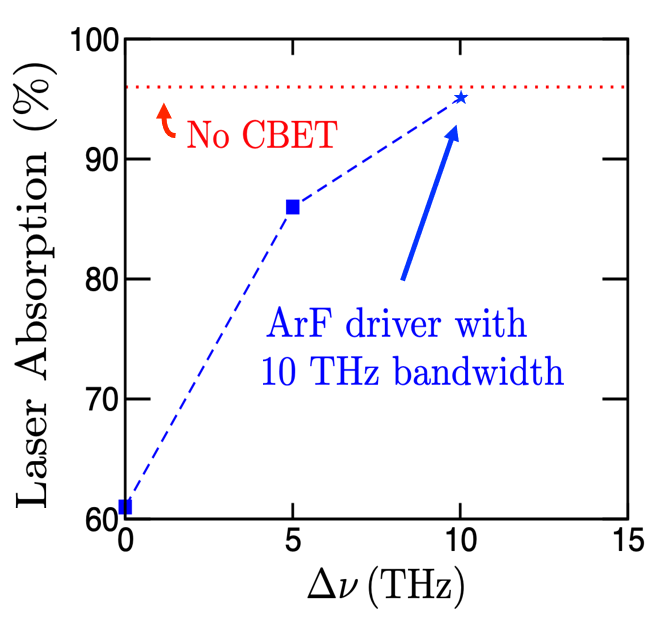 100
90
80
70
60
Laser Absorption (%)
No CBET
ArF driver with
10 THz bandwidth
0 5 10 15
Δν (THz)